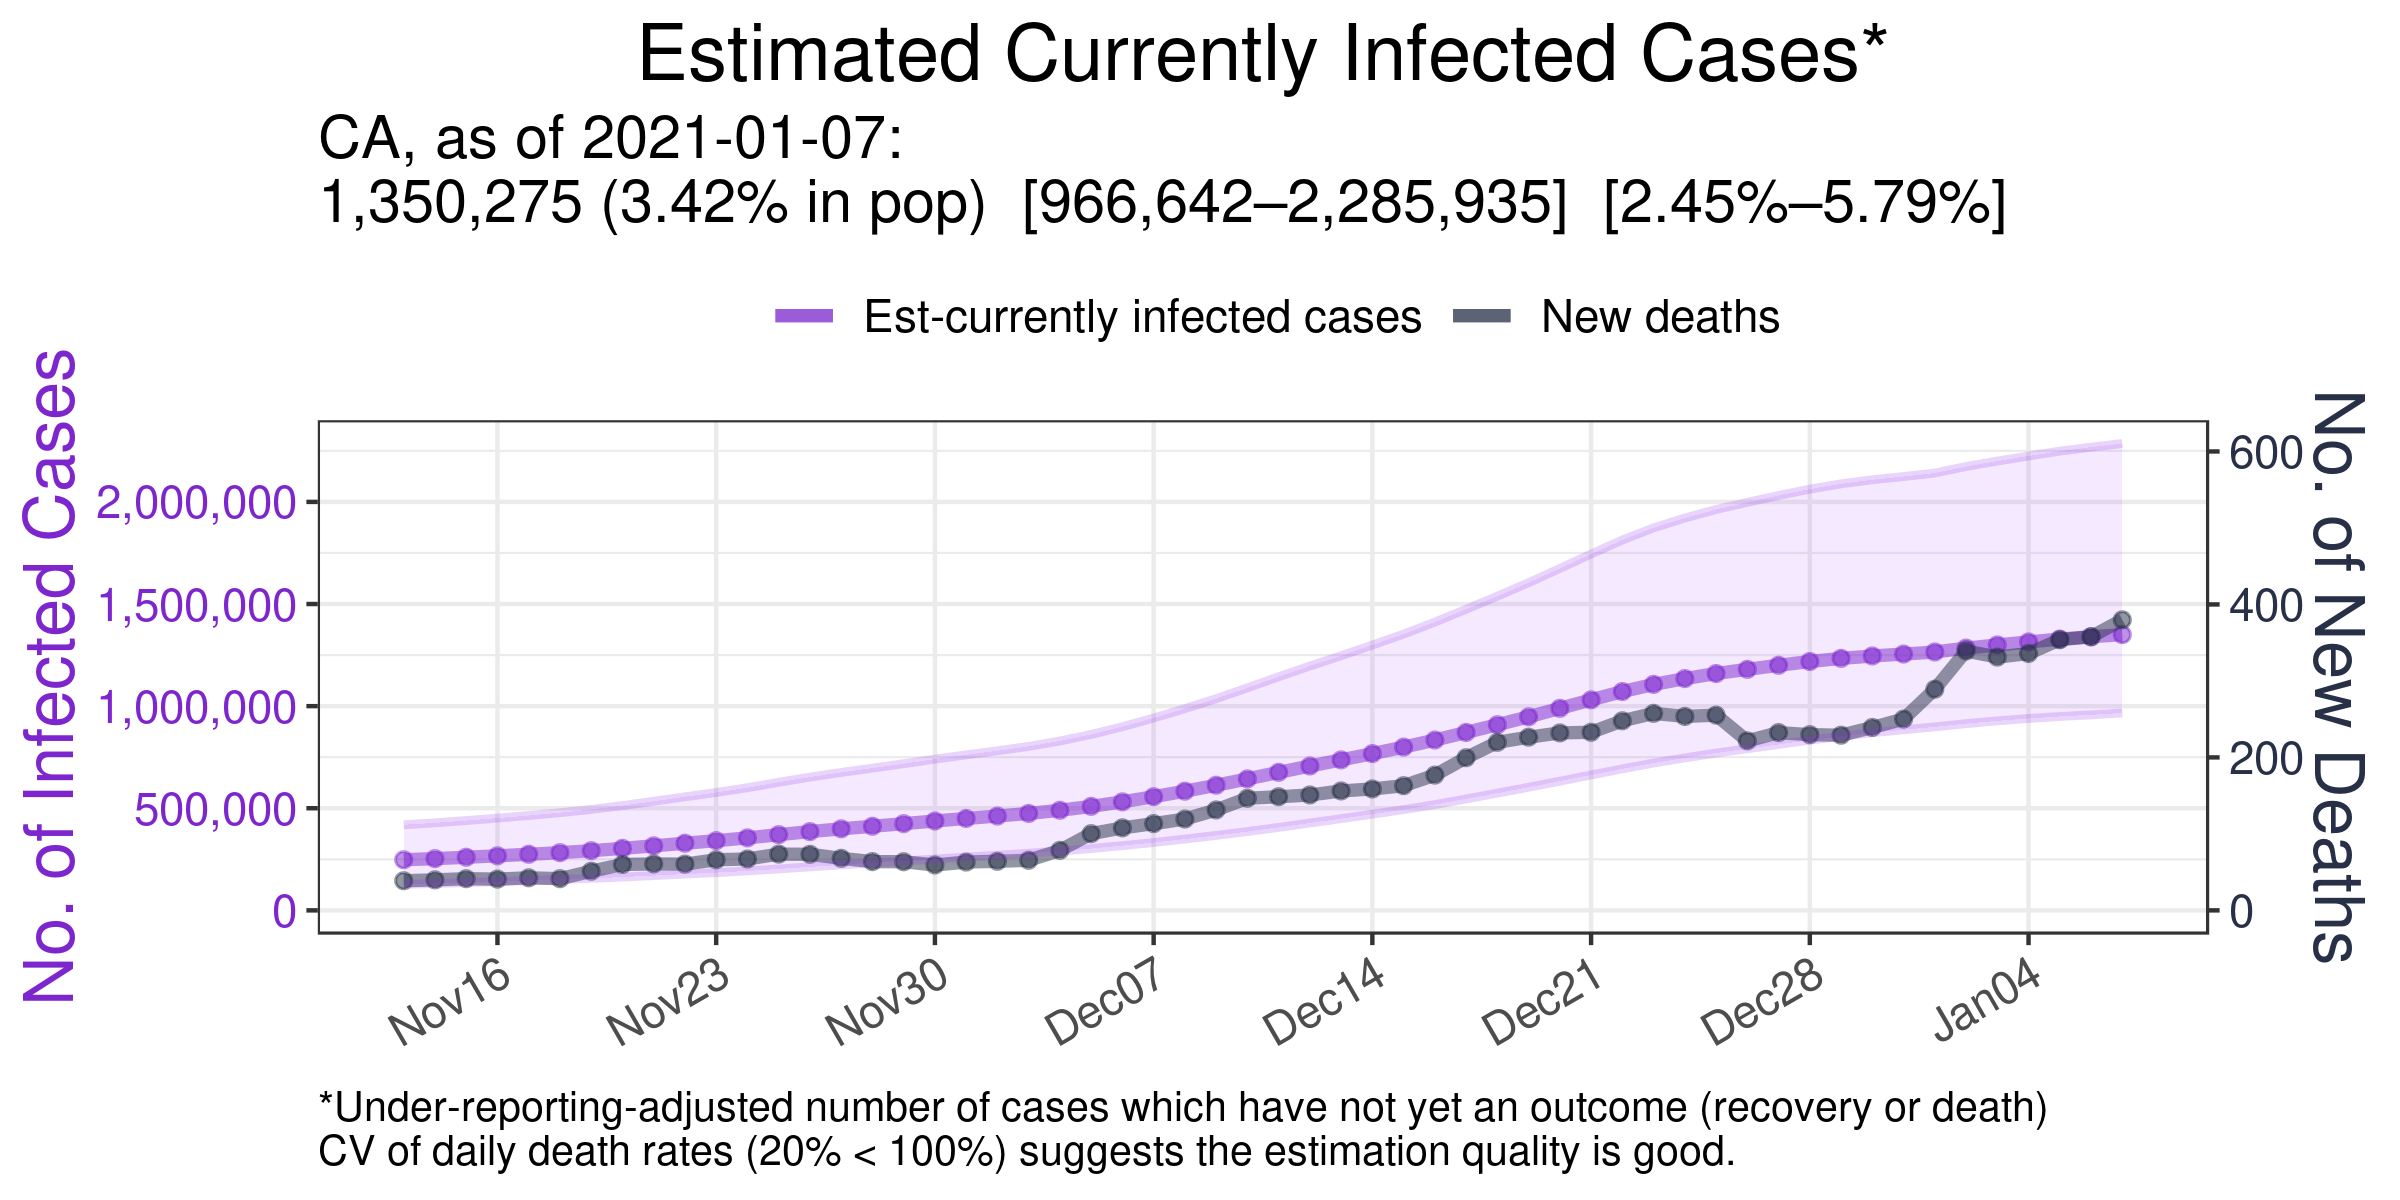 Estimated Currently Infected Cases*
CA, as of 2021-01-07:
1,350,275 (3.42% in pop)  [966,642–2,285,935]  [2.45%–5.79%]
Est-currently infected cases
New deaths
No. of Infected Cases
2,000,000
1,500,000
1,000,000
500,000
0
600
400
200
0
No. of New Deaths
Nov16
Nov23
Nov30
Dec07
Dec14
Dec21
Dec28
Jan04
*Under-reporting-adjusted number of cases which have not yet an outcome (recovery or death)
CV of daily death rates (20% < 100%) suggests the estimation quality is good.